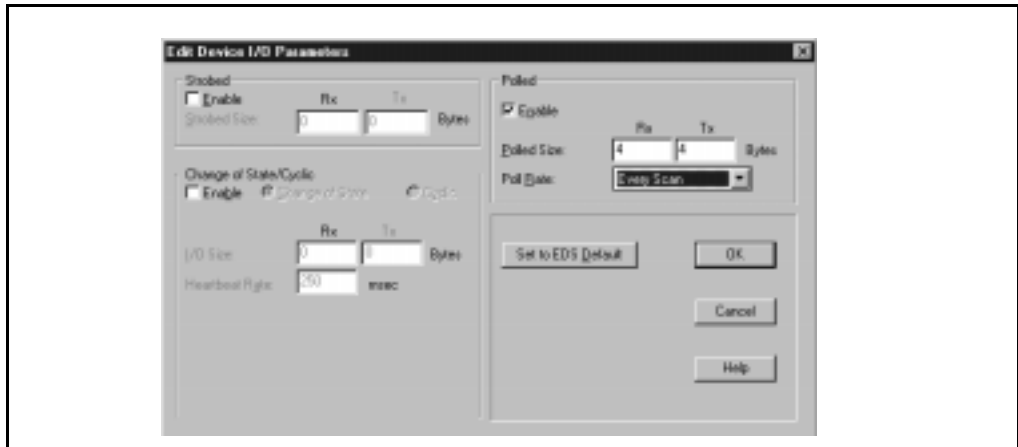 Edit Device I/O Parameters
Strobed
Enable
Rx Tx
Strobed Size: 0 0 Bytes
Change of State/Cyclic
Enable Change of State Cyclic
Rx Tx
I/O Size: 0 0 Bytes
Heartbeat Rate: 250 msec
Polled
Enable
Rx Tx
Polled Size: 4 4 Bytes
Poll Rate: Every Scan
Set to EDS Default
OK
Cancel
Help